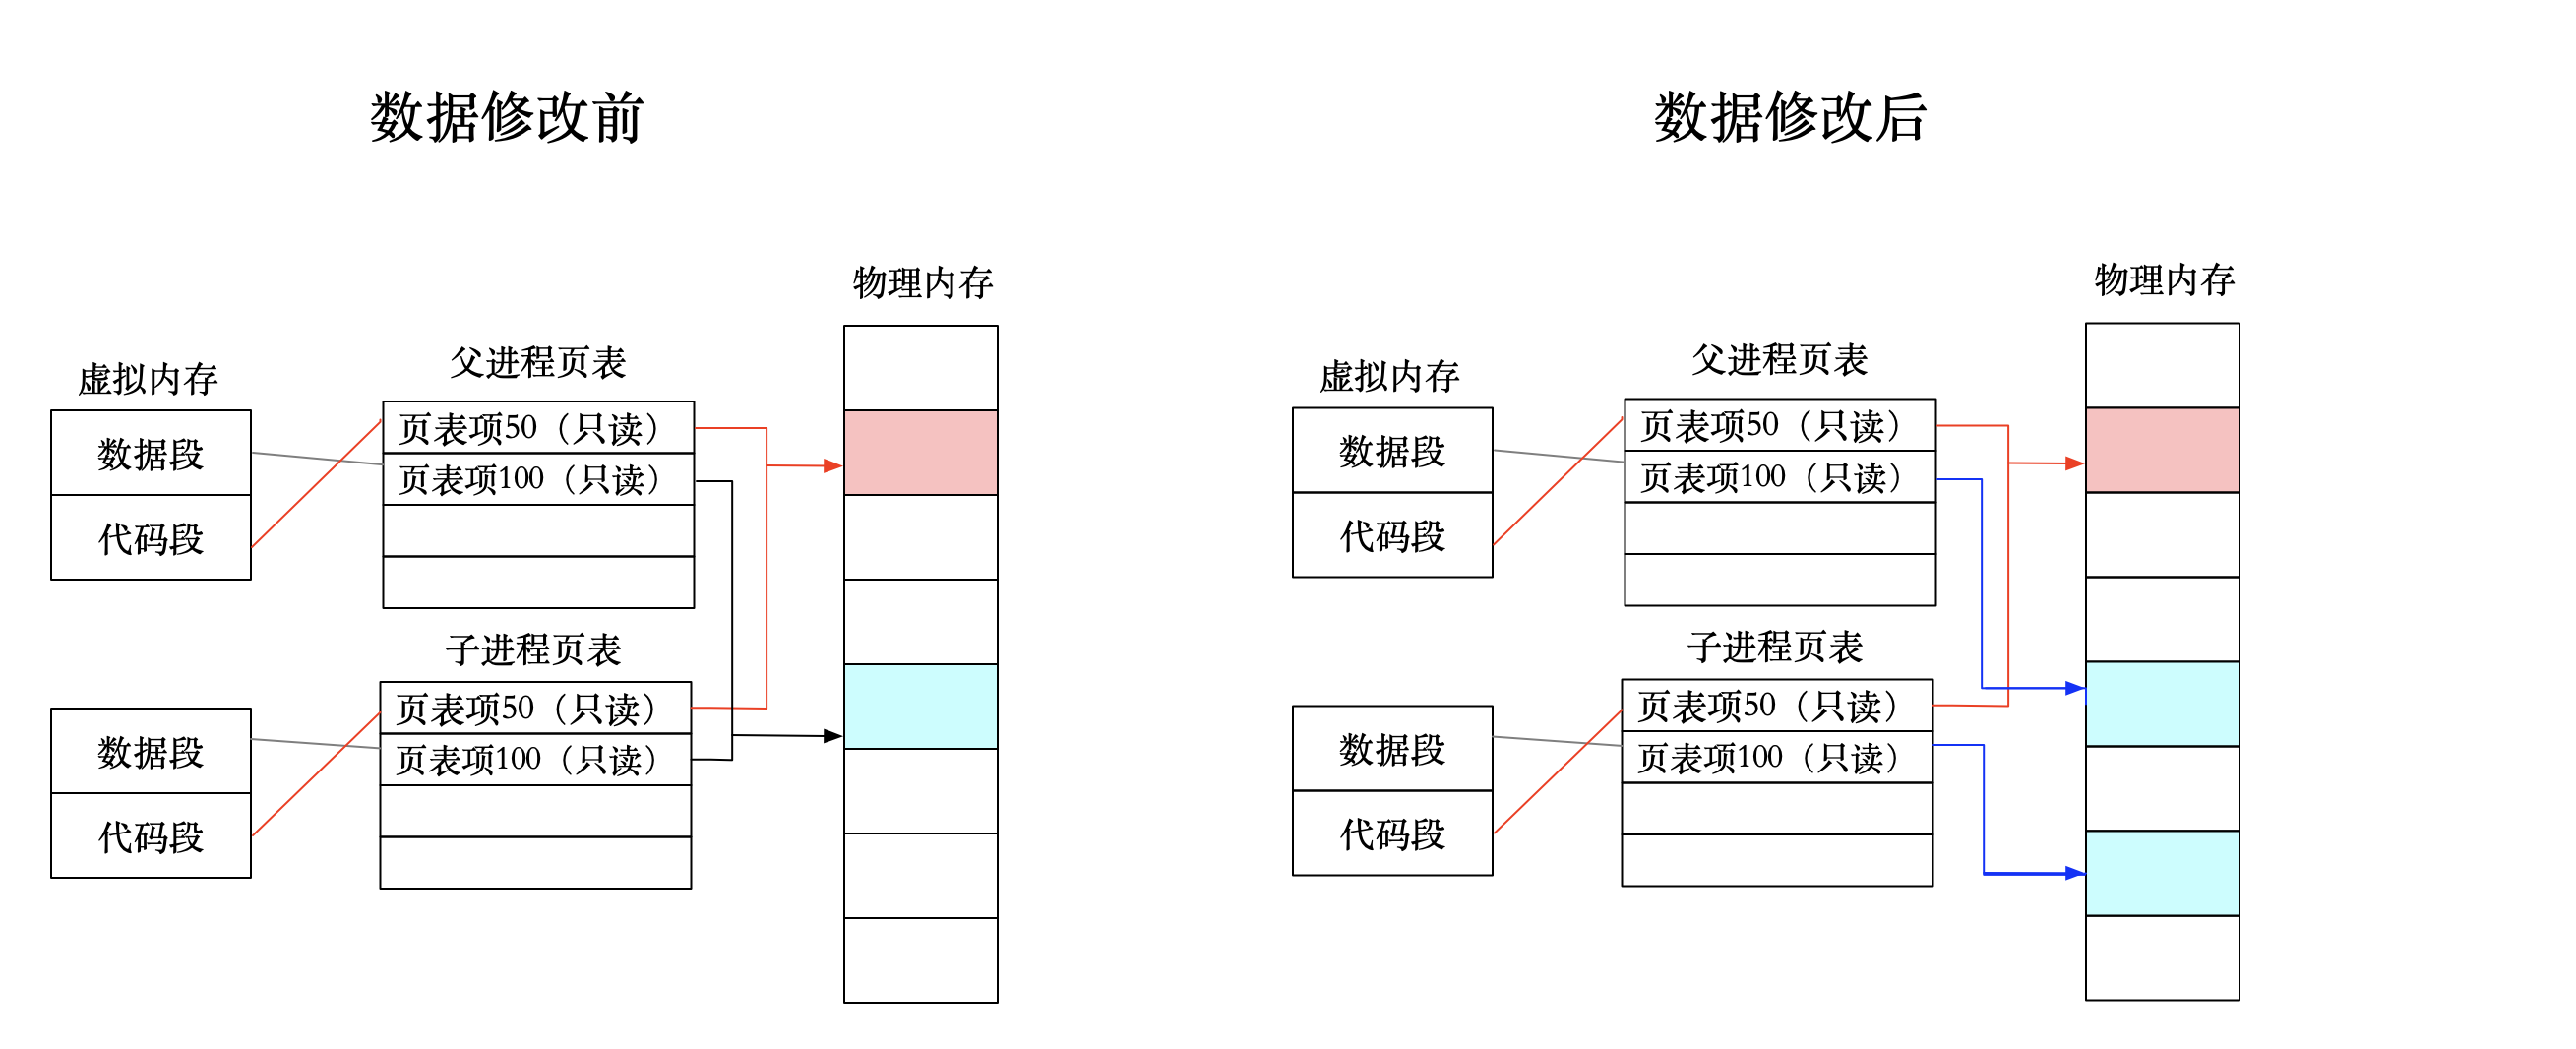 数据修改前
物理内存
父进程页表
虚拟内存
页表项50（只读）
数据段
页表项100（只读）
代码段
子进程页表
页表项50（只读）
数据段
页表项100（只读）
代码段
数据修改后
物理内存
父进程页表
虚拟内存
页表项50（只读）
数据段
页表项100（只读）
代码段
子进程页表
页表项50（只读）
数据段
页表项100（只读）
代码段